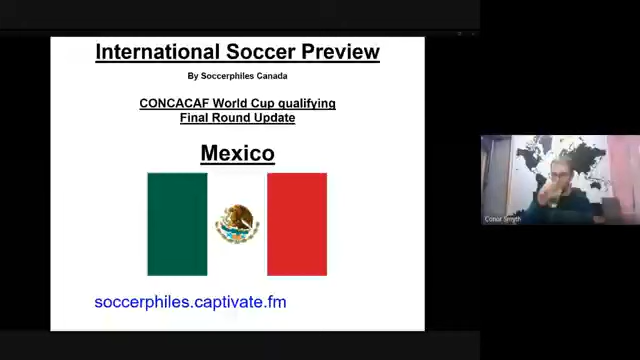 International Soccer Preview
By Soccerphiles Canada
CONCACAF World Cup qualifying
Final Round Update
Mexico
soccerphiles.captivate.fm
Conor Smyth